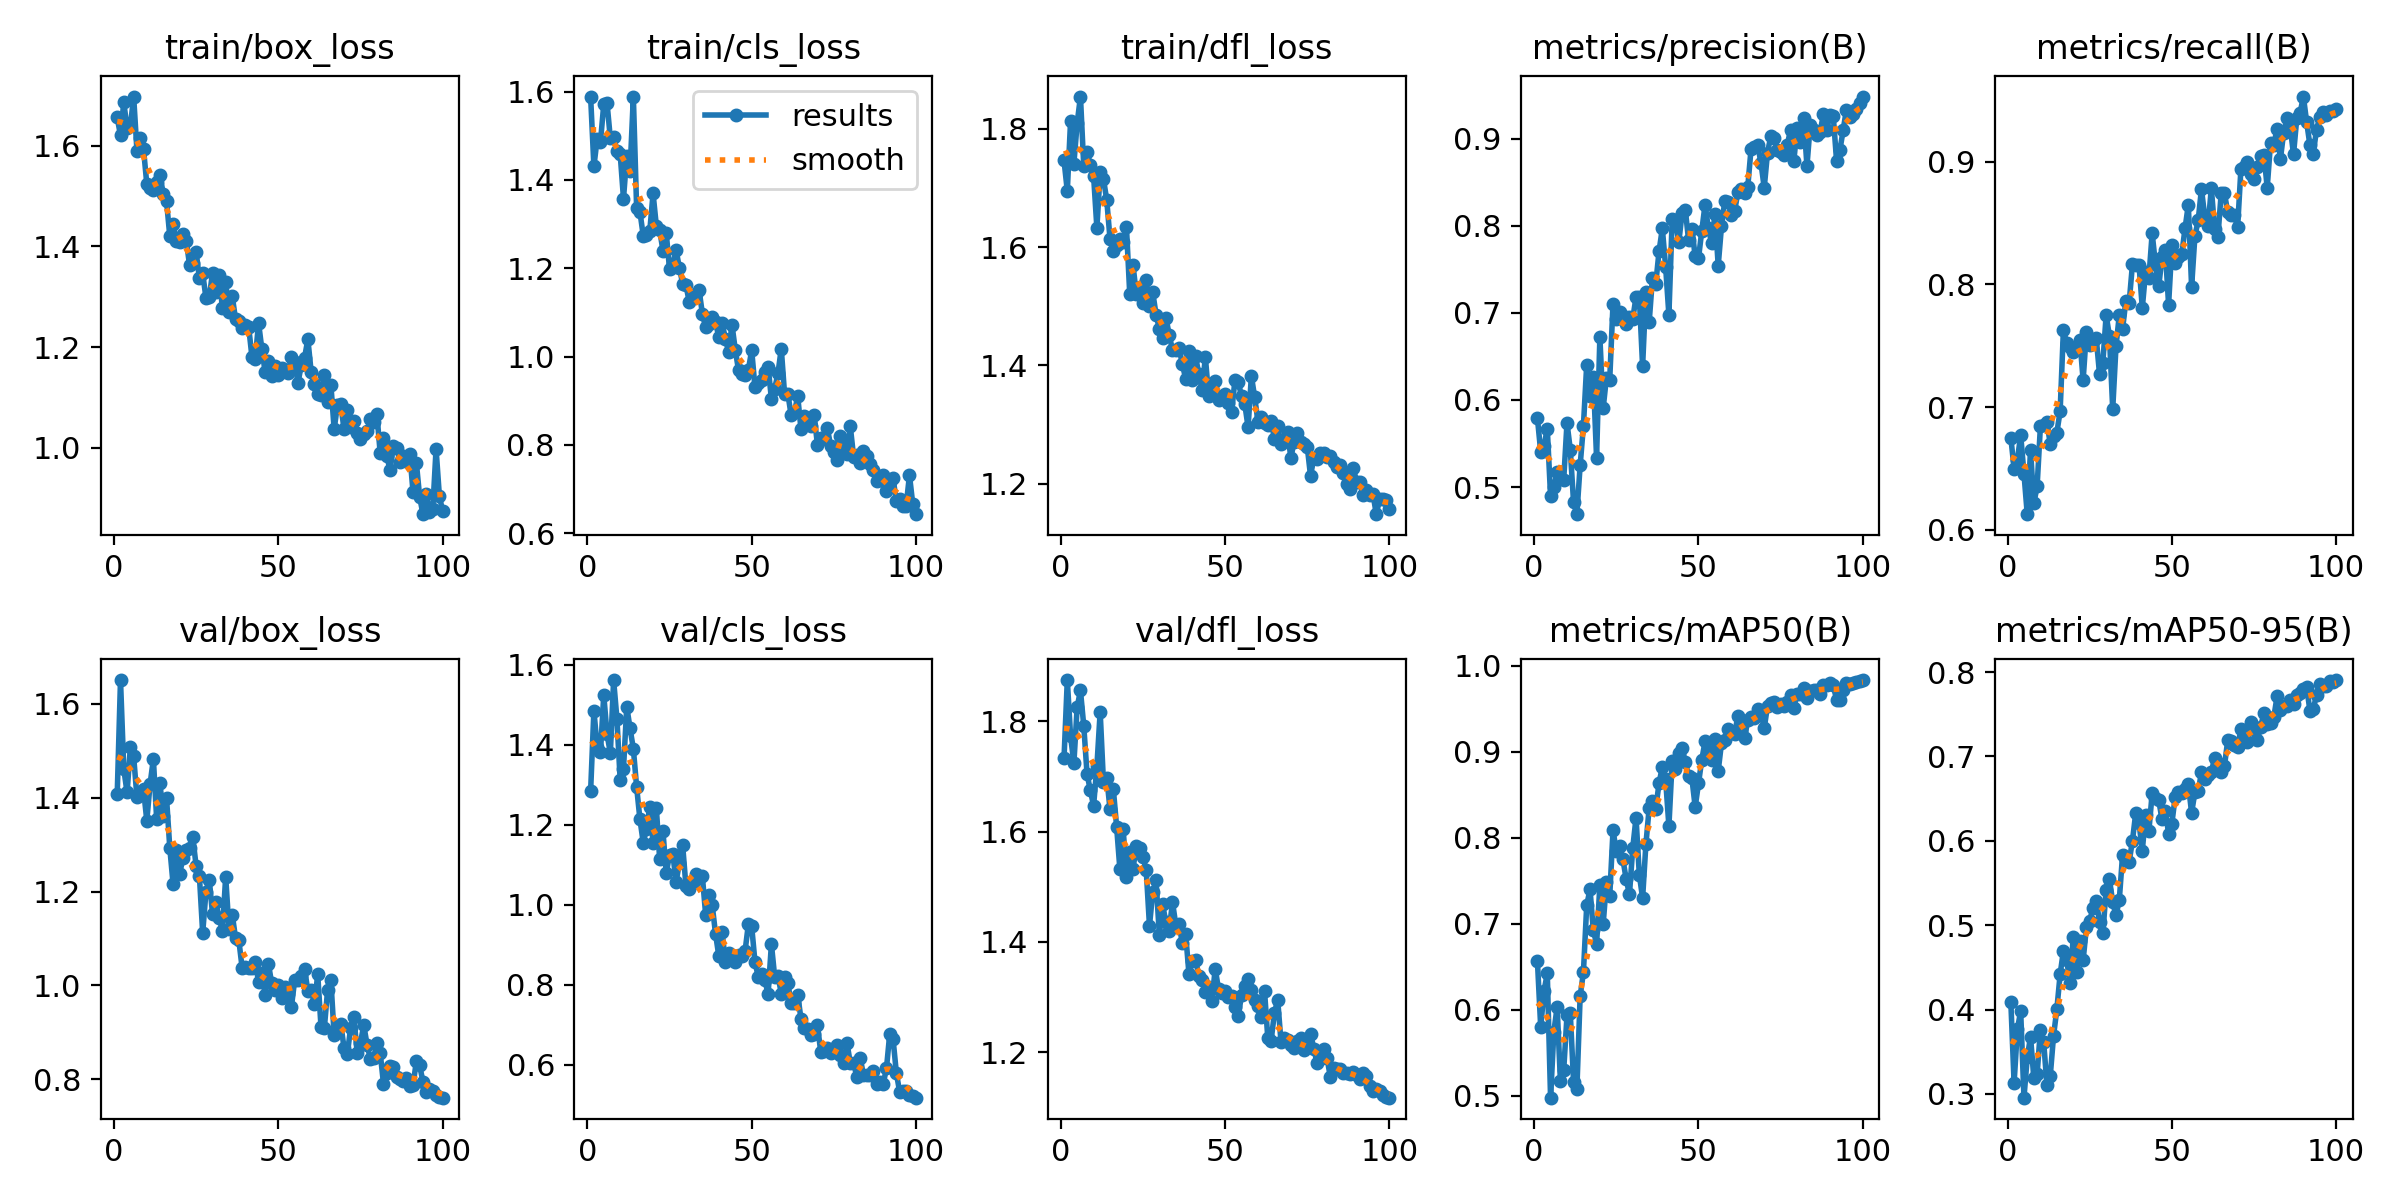 train/box_loss
train/cls_loss
train/dfl_loss
metrics/precision(B)
metrics/recall(B)
1.6
1.4
1.2
1.0
0 50 100
1.6
1.4
1.2
1.0
0.8
0.6
results
smooth
0 50 100
1.8
1.6
1.4
1.2
0 50 100
0.9
0.8
0.7
0.6
0.5
0 50 100
0.9
0.8
0.7
0.6
0 50 100
val/box_loss
val/cls_loss
val/dfl_loss
metrics/mAP50(B)
metrics/mAP50-95(B)
1.6
1.4
1.2
1.0
0.8
0 50 100
1.6
1.4
1.2
1.0
0.8
0.6
0 50 100
1.8
1.6
1.4
1.2
0 50 100
1.0
0.9
0.8
0.7
0.6
0.5
0 50 100
0.8
0.7
0.6
0.5
0.4
0.3
0 50 100